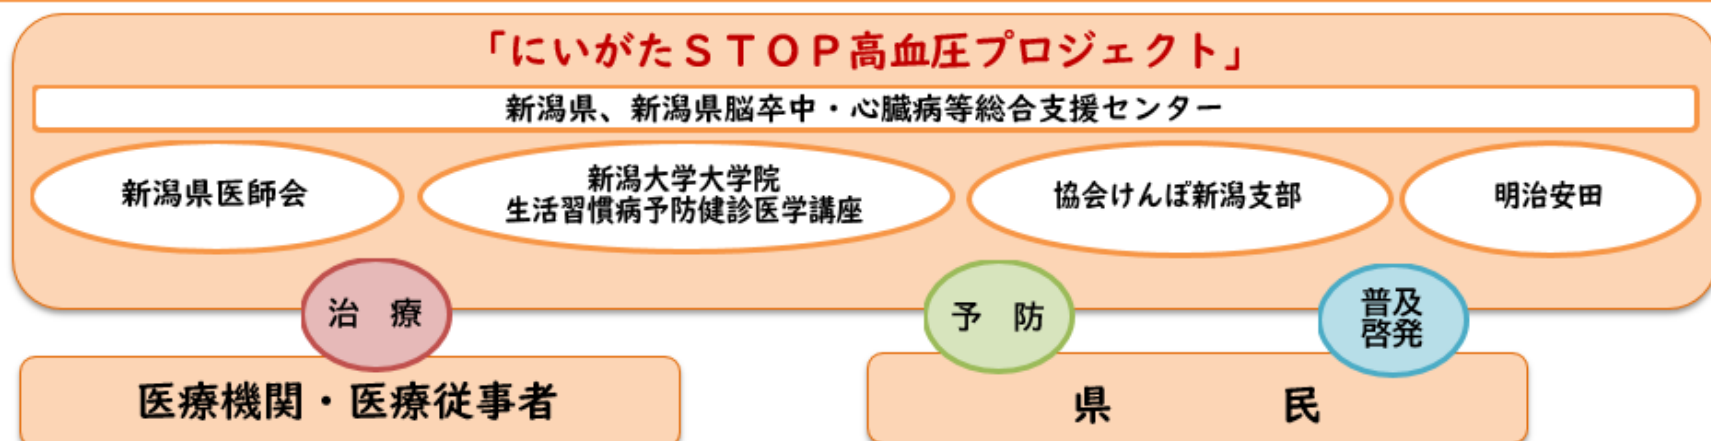 「にいがたＳＴＯＰ高血圧プロジェクト」
新潟県、新潟県脳卒中・心臓病等総合支援センター
新潟県医師会
新潟大学大学院
生活習慣病予防健診医学講座
協会けんぽ新潟支部
明治安田
治　療
予　防
普及
啓発
医療機関・医療従事者
県　　　　民